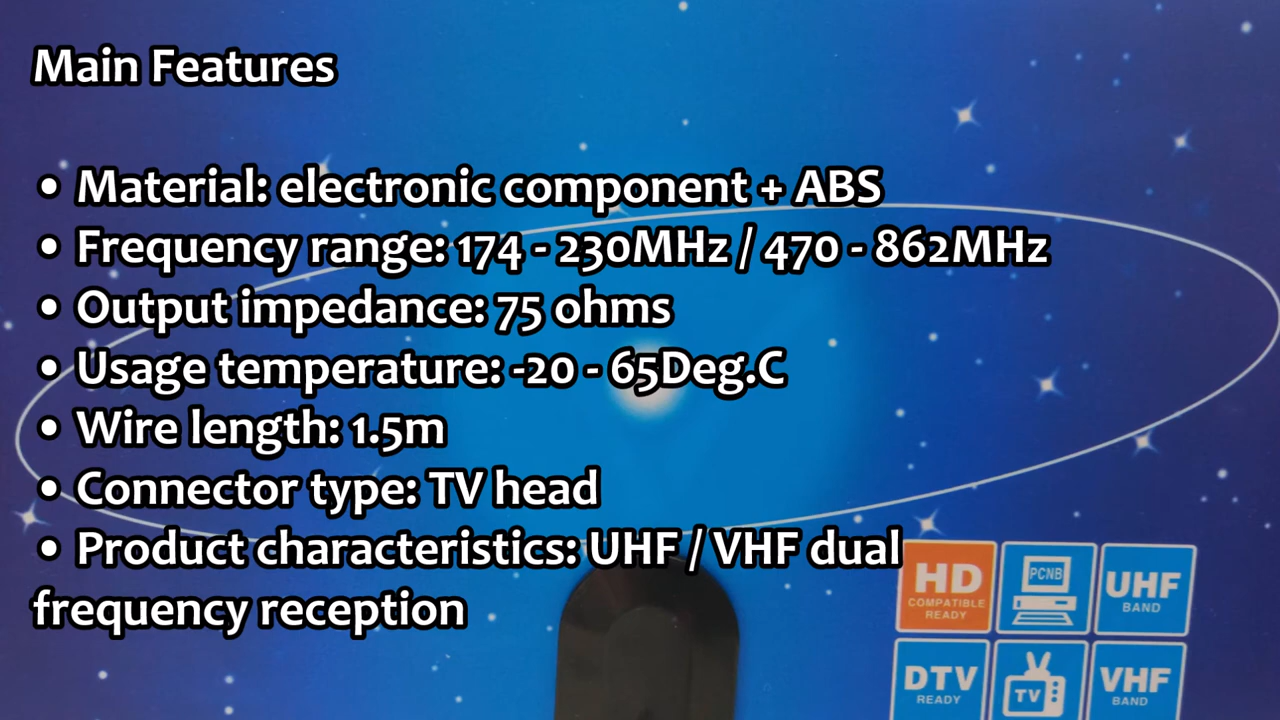 Main Features
• Material: electronic component + ABS
• Frequency range: 174 - 230MHz / 470 - 862MHz
• Output impedance: 75 ohms
• Usage temperature: -20 - 65Deg.C
• Wire length: 1.5m
• Connector type: TV head
• Product characteristics: UHF / VHF dual
frequency reception
HD
COMPATIBLE
READY
PCNB
UHF
BAND
DTV
READY
TV
VHF
BAND